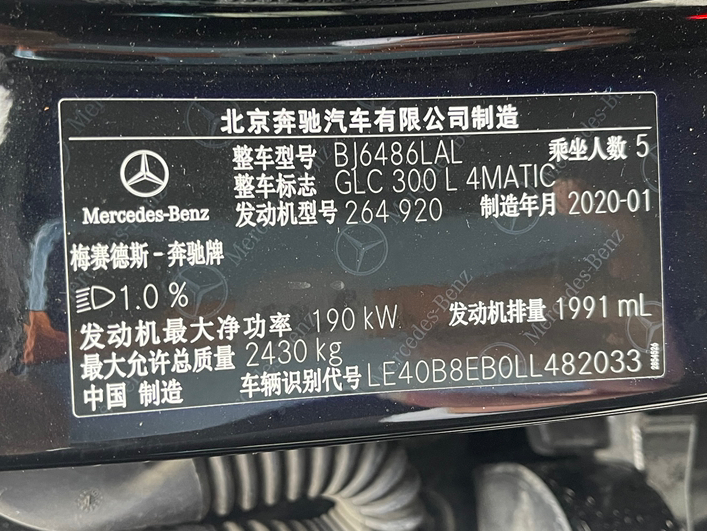 北京奔驰汽车有限公司制造
整车型号 BJ6486LAL 乘坐人数 5
整车标志 GLC 300 L 4MATIC
发动机型号 264 920 制造年月 2020-01
Mercedes-Benz
梅赛德斯-奔驰牌
1.0 %
发动机最大净功率 190 kW 发动机排量 1991 mL
最大允许总质量 2430 kg
中国 制造 车辆识别代号 LE40B8EB0LL482033